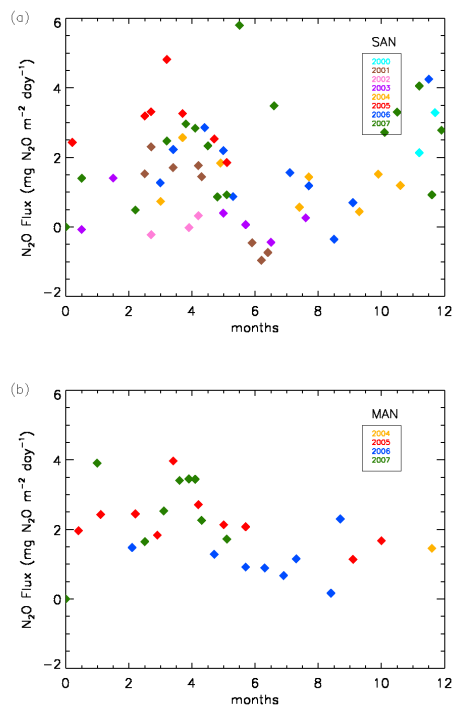 (a)
SAN
2000
2001
2002
2003
2004
2005
2006
2007
N₂O Flux (mg N₂O m⁻² day⁻¹)
6
4
2
0
−2
0 2 4 6 8 10 12
months
(b)
MAN
2004
2005
2006
2007
N₂O Flux (mg N₂O m⁻² day⁻¹)
6
4
2
0
−2
0 2 4 6 8 10 12
months